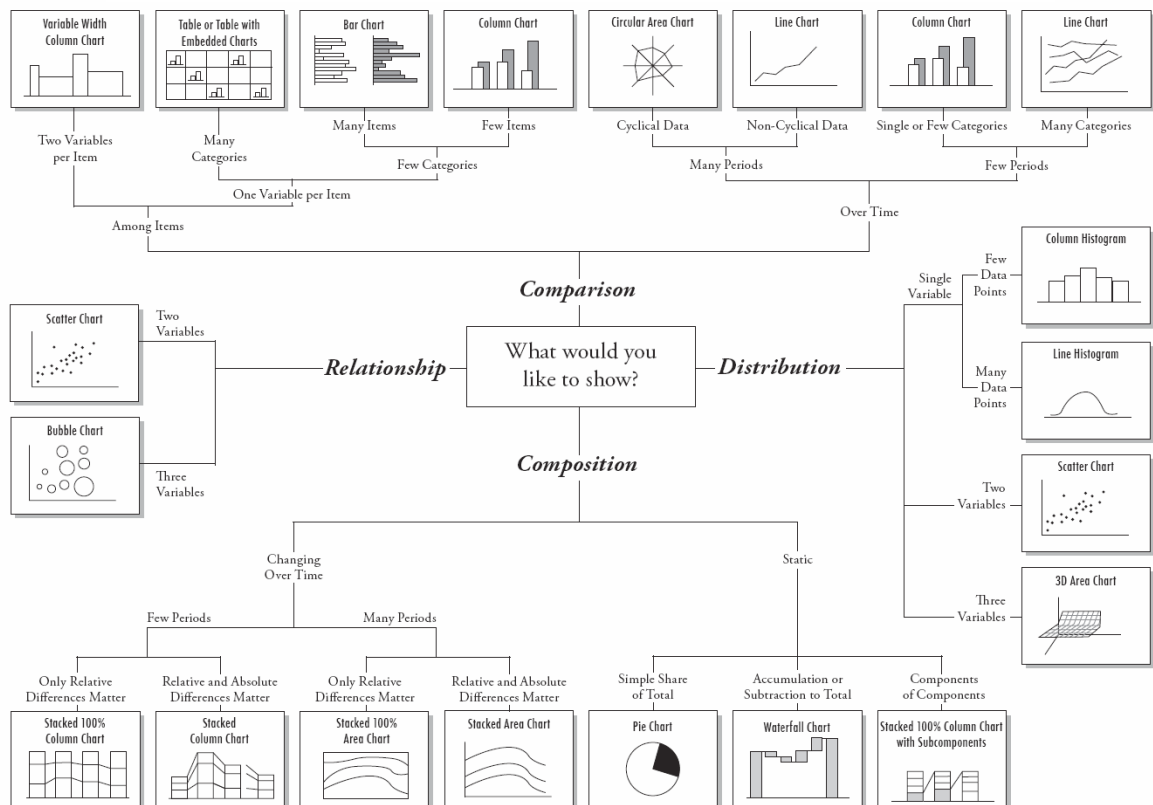 Variable Width
Column Chart
Table or Table with
Embedded Charts
Bar Chart
Column Chart
Circular Area Chart
Line Chart
Column Chart
Line Chart
Two Variables
per Item
Many
Categories
Many Items
Few Items
Cyclical Data
Non-Cyclical Data
Single or Few Categories
Many Categories
Few Categories
Many Periods
Few Periods
One Variable per Item
Among Items
Over Time
Comparison
What would you
like to show?
Relationship
Two
Variables
Scatter Chart
Bubble Chart
Three
Variables
Distribution
Single
Variable
Few
Data
Points
Column Histogram
Many
Data
Points
Line Histogram
Two
Variables
Scatter Chart
Three
Variables
3D Area Chart
Composition
Changing
Over Time
Static
Few Periods
Many Periods
Only Relative
Differences Matter
Relative and Absolute
Differences Matter
Only Relative
Differences Matter
Relative and Absolute
Differences Matter
Simple Share
of Total
Accumulation or
Subtraction to Total
Components
of Components
Stacked 100%
Column Chart
Stacked
Column Chart
Stacked 100%
Area Chart
Stacked Area Chart
Pie Chart
Waterfall Chart
Stacked 100% Column Chart
with Subcomponents